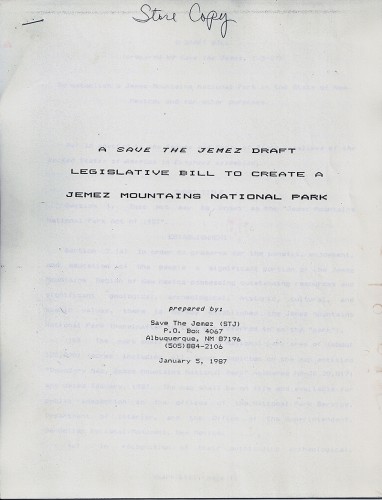 Store Copy
A SAVE THE JEMEZ DRAFT
LEGISLATIVE BILL TO CREATE A
JEMEZ MOUNTAINS NATIONAL PARK
prepared by:
Save The Jemez (STJ)
P.O. Box 4067
Albuquerque, NM 87196
(505)884-2106
January 5, 1987